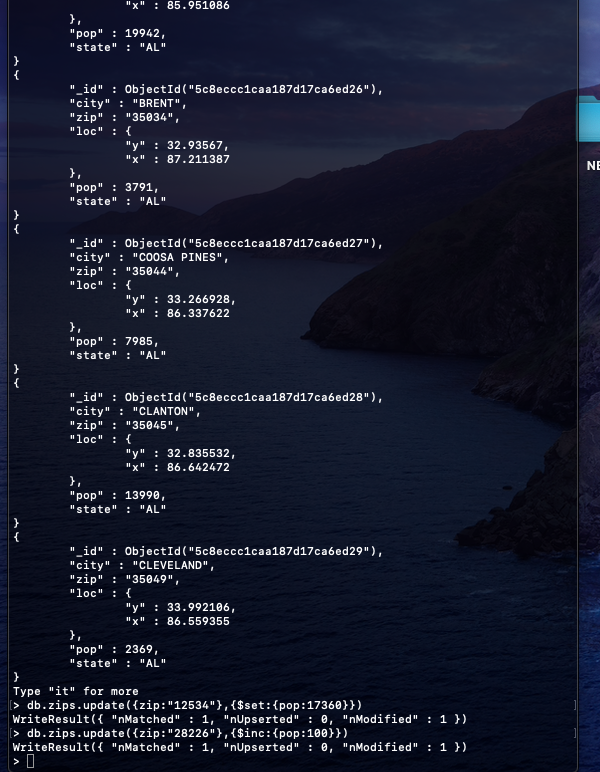 "x" : 85.951086
},
"pop" : 19942,
"state" : "AL"
}
{
"_id" : ObjectId("5c8eccc1caa187d17ca6ed26"),
"city" : "BRENT",
"zip" : "35034",
"loc" : {
"y" : 32.93567,
"x" : 87.211387
},
"pop" : 3791,
"state" : "AL"
}
{
"_id" : ObjectId("5c8eccc1caa187d17ca6ed27"),
"city" : "COOSA PINES",
"zip" : "35044",
"loc" : {
"y" : 33.266928,
"x" : 86.337622
},
"pop" : 7985,
"state" : "AL"
}
{
"_id" : ObjectId("5c8eccc1caa187d17ca6ed28"),
"city" : "CLANTON",
"zip" : "35045",
"loc" : {
"y" : 32.835532,
"x" : 86.642472
},
"pop" : 13990,
"state" : "AL"
}
{
"_id" : ObjectId("5c8eccc1caa187d17ca6ed29"),
"city" : "CLEVELAND",
"zip" : "35049",
"loc" : {
"y" : 33.992106,
"x" : 86.559355
},
"pop" : 2369,
"state" : "AL"
}
Type "it" for more
[> db.zips.update({zip:"12534"},{$set:{pop:17360}}) ]
WriteResult({ "nMatched" : 1, "nUpserted" : 0, "nModified" : 1 })
[> db.zips.update({zip:"28226"},{$inc:{pop:100}}) ]
WriteResult({ "nMatched" : 1, "nUpserted" : 0, "nModified" : 1 })
>
NE